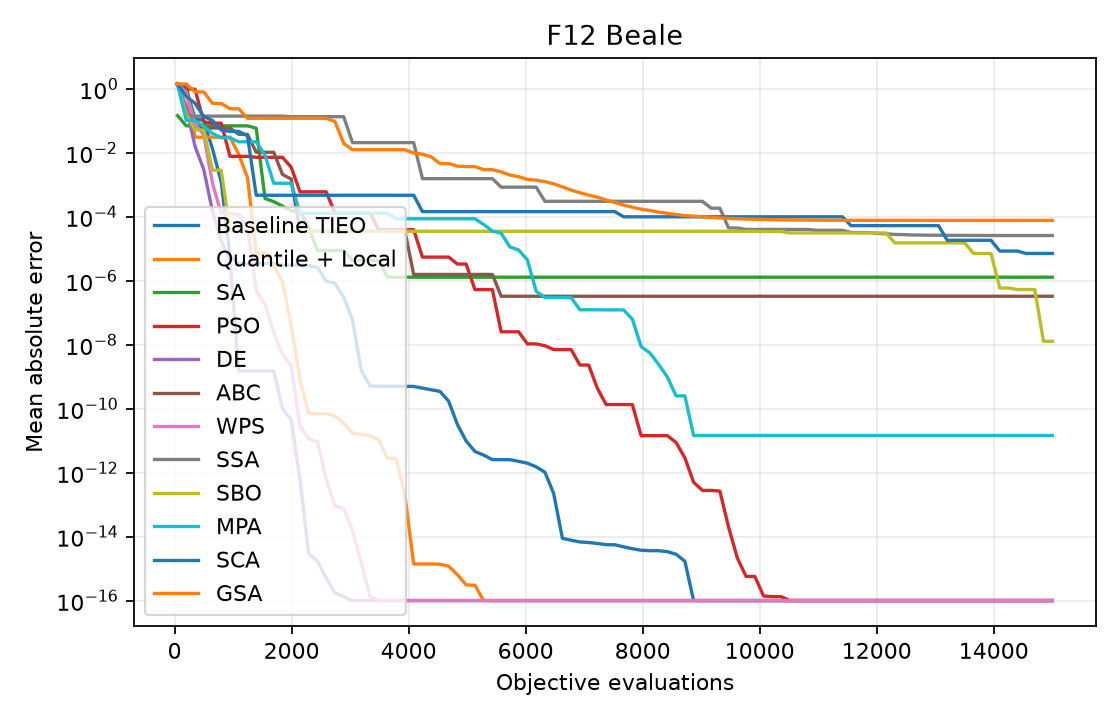 F12 Beale
Mean absolute error
10⁰
10⁻²
10⁻⁴
10⁻⁶
10⁻⁸
10⁻¹⁰
10⁻¹²
10⁻¹⁴
10⁻¹⁶
Baseline TIEO
Quantile + Local
SA
PSO
DE
ABC
WPS
SSA
SBO
MPA
SCA
GSA
0 2000 4000 6000 8000 10000 12000 14000
Objective evaluations